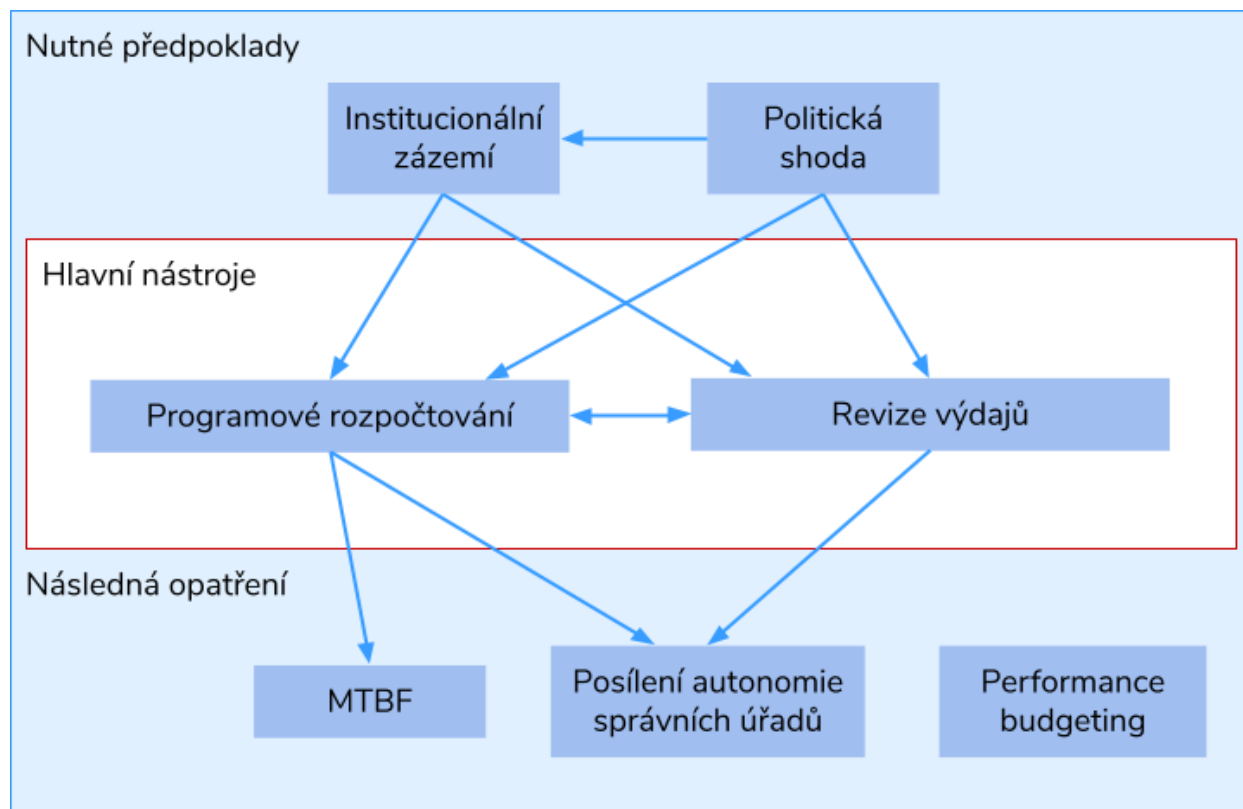 Nutné předpoklady
Institucionální
zázemí
Politická
shoda
Hlavní nástroje
Programové rozpočtování
Revize výdajů
Následná opatření
MTBF
Posílení autonomie
správních úřadů
Performance
budgeting